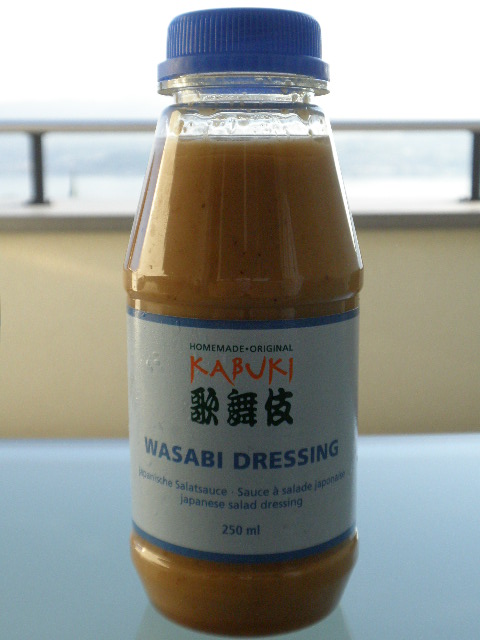 HOMEMADE•ORIGINAL
KABUKI
歌舞伎
WASABI DRESSING
Japanische Salatsauce · Sauce à salade japonaise
japanese salad dressing
250 ml